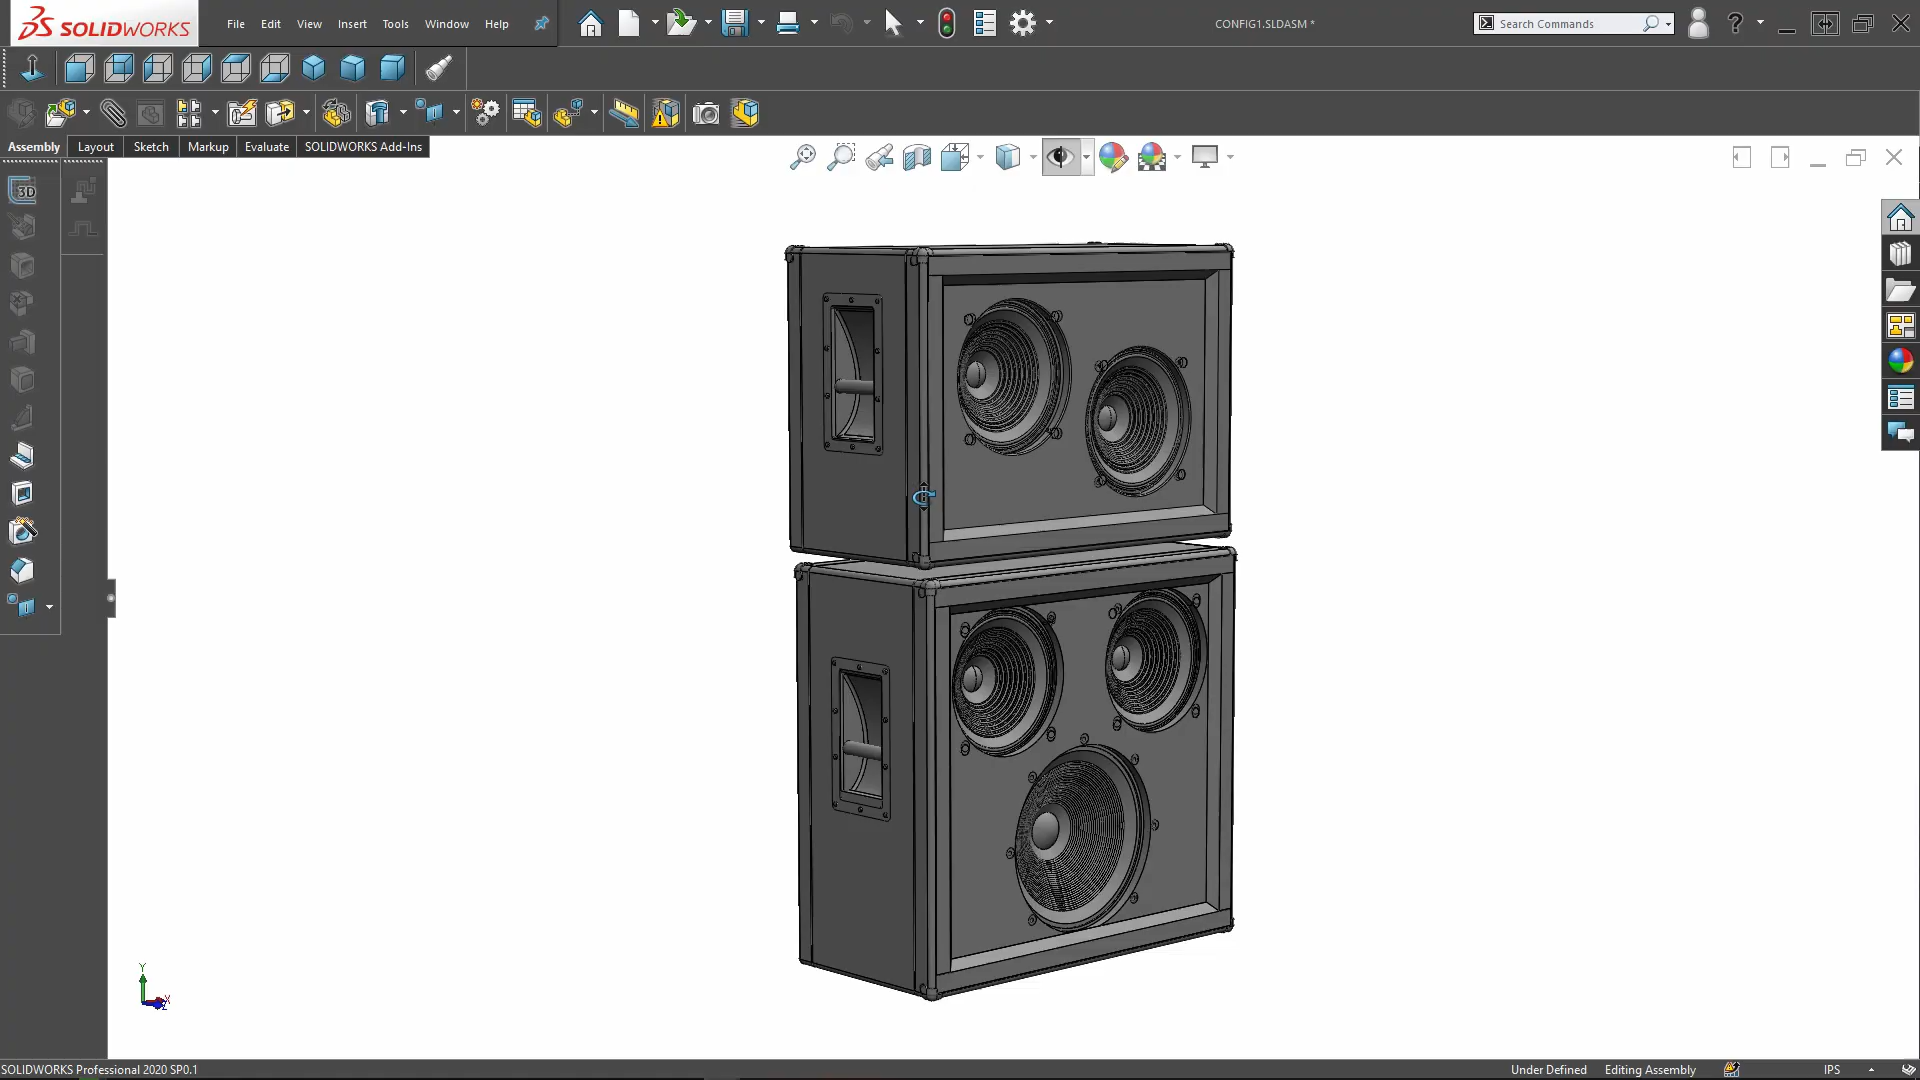 SOLIDWORKS
File
Edit
View
Insert
Tools
Window
Help
CONFIG1.SLDASM *
Search Commands
?
Assembly
Layout
Sketch
Markup
Evaluate
SOLIDWORKS Add-Ins
3D
Y
X
Z
SOLIDWORKS Professional 2020 SP0.1
Under Defined
Editing Assembly
IPS